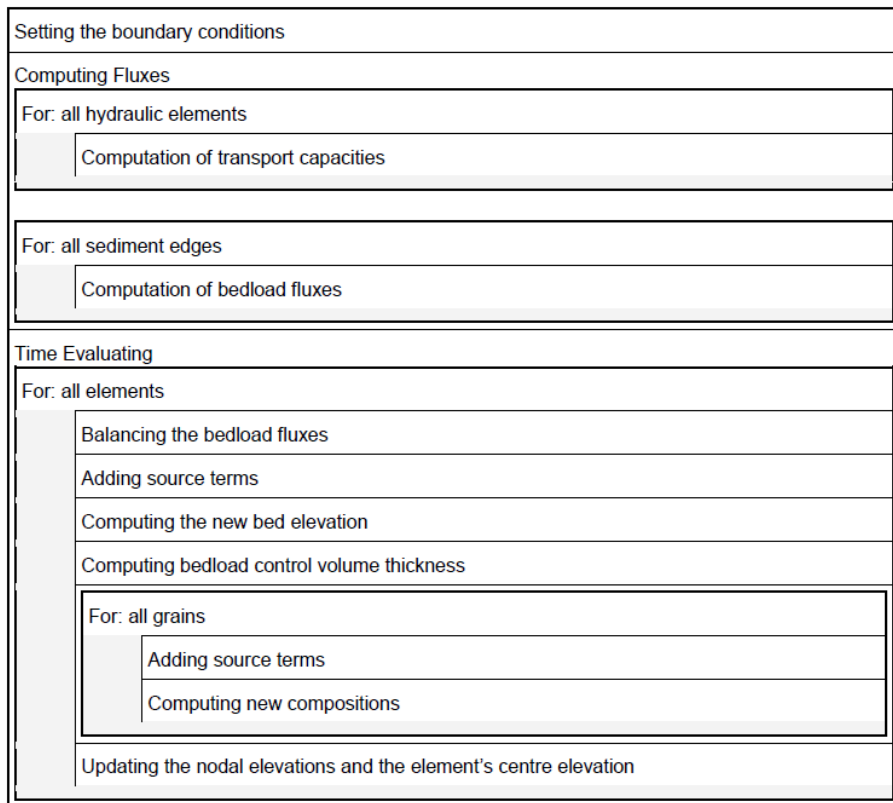 Setting the boundary conditions
Computing Fluxes
For: all hydraulic elements
Computation of transport capacities
For: all sediment edges
Computation of bedload fluxes
Time Evaluating
For: all elements
Balancing the bedload fluxes
Adding source terms
Computing the new bed elevation
Computing bedload control volume thickness
For: all grains
Adding source terms
Computing new compositions
Updating the nodal elevations and the element's centre elevation